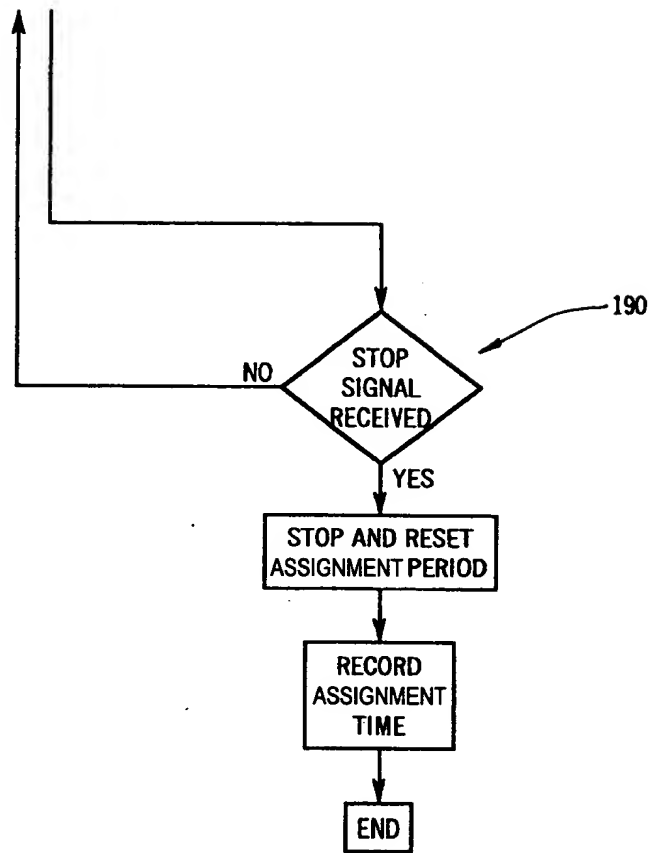 190
STOP
SIGNAL
RECEIVED
NO
YES
STOP AND RESET
ASSIGNMENT PERIOD
RECORD
ASSIGNMENT
TIME
END